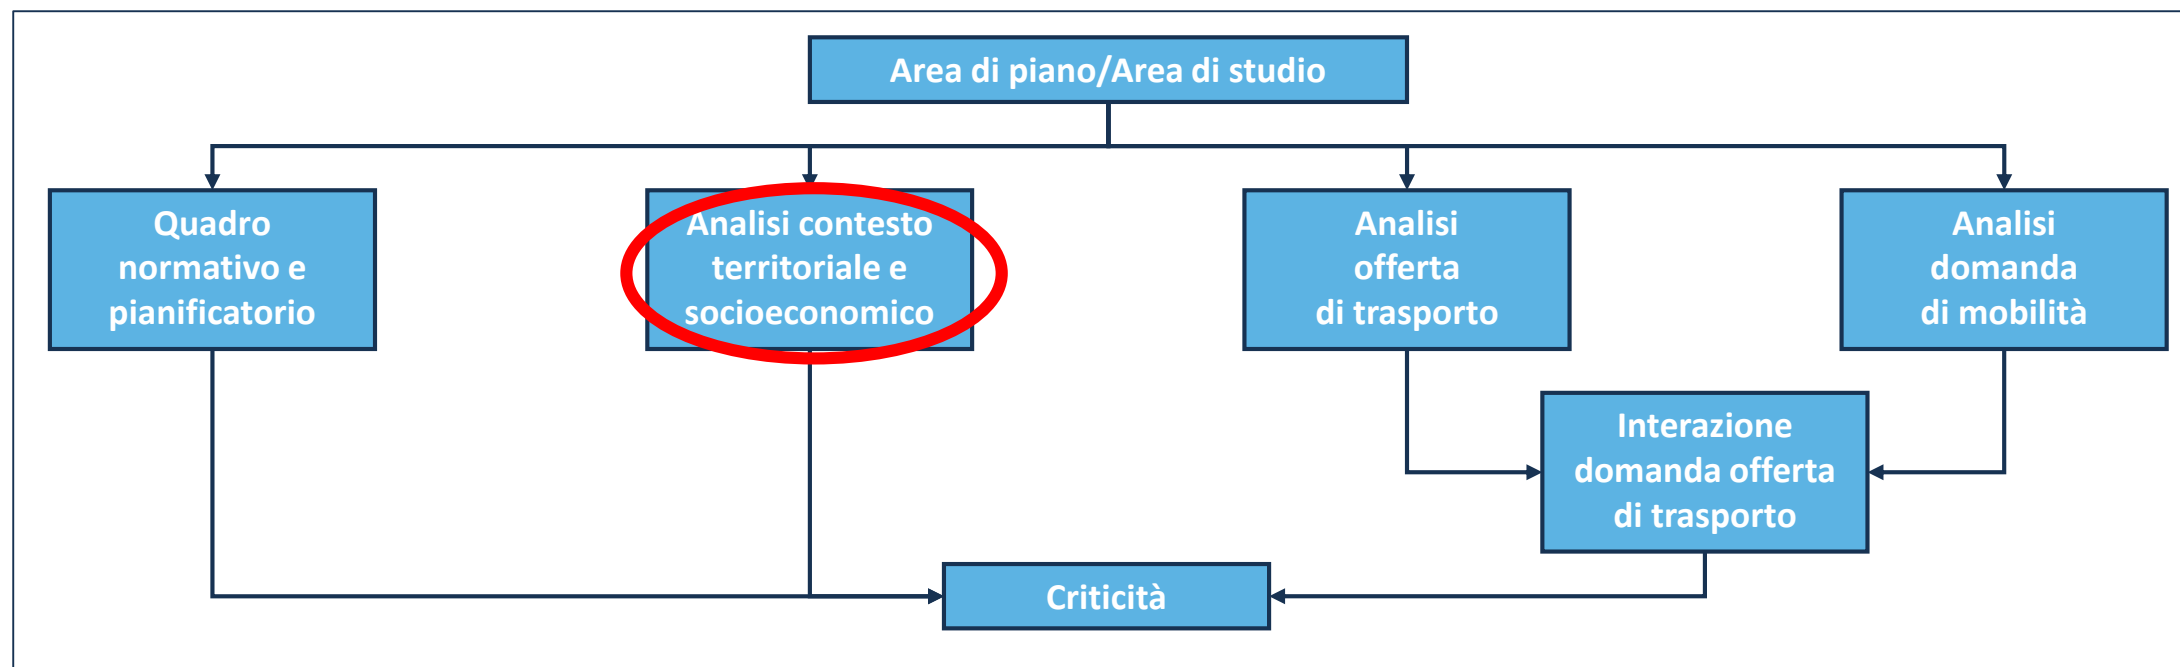 Area di piano/Area di studio
Quadro
normativo e
pianificatorio
Analisi contesto
territoriale e
socioeconomico
Analisi
offerta
di trasporto
Analisi
domanda
di mobilità
Interazione
domanda offerta
di trasporto
Criticità